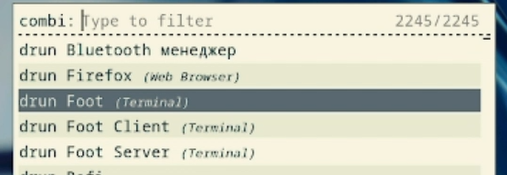 combi: Type to filter 2245/2245
drun Bluetooth менеджер
drun Firefox (Web Browser)
drun Foot (Terminal)
drun Foot Client (Terminal)
drun Foot Server (Terminal)